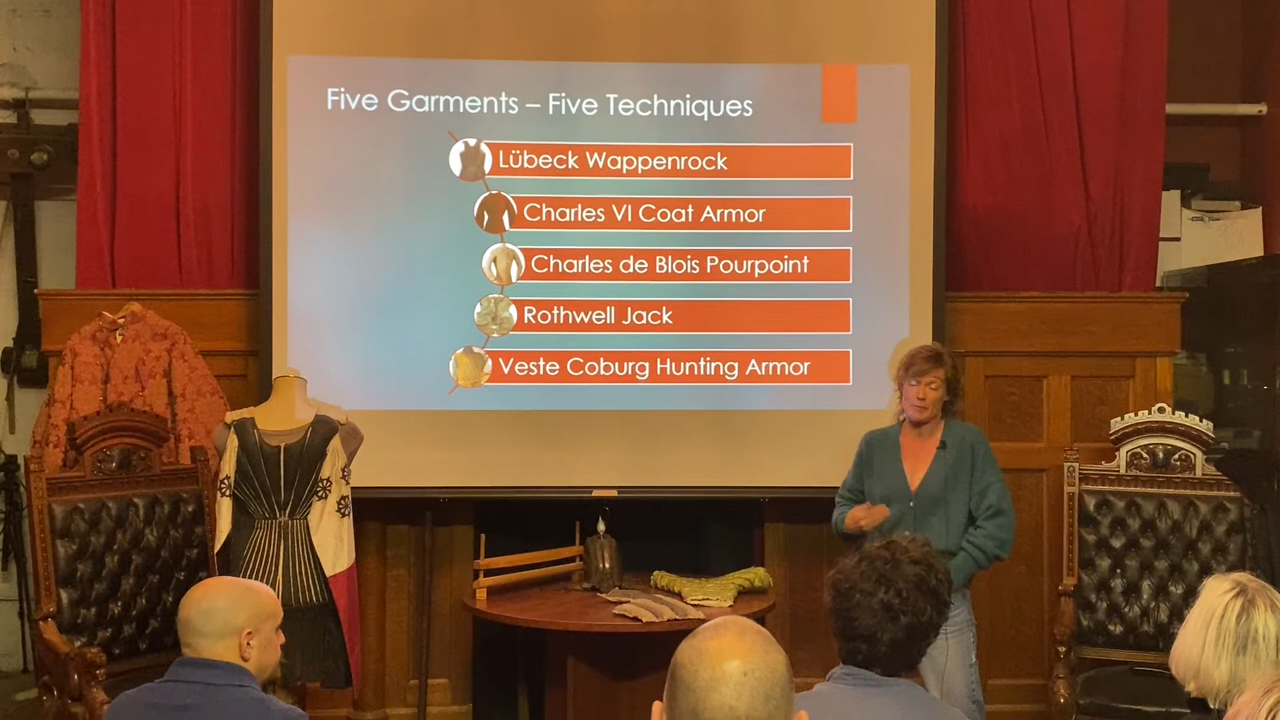 Five Garments – Five Techniques
Lübeck Wappenrock
Charles VI Coat Armor
Charles de Blois Pourpoint
Rothwell Jack
Veste Coburg Hunting Armor